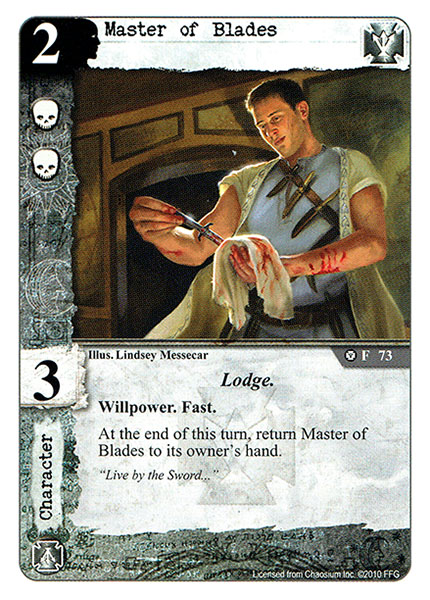 2
Master of Blades
Illus. Lindsey Messecar
F 73
3
Lodge.
Willpower. Fast.
At the end of this turn, return Master of
Blades to its owner's hand.
"Live by the Sword..."
Character
Licensed from Chaosium Inc. ©2010 FFG